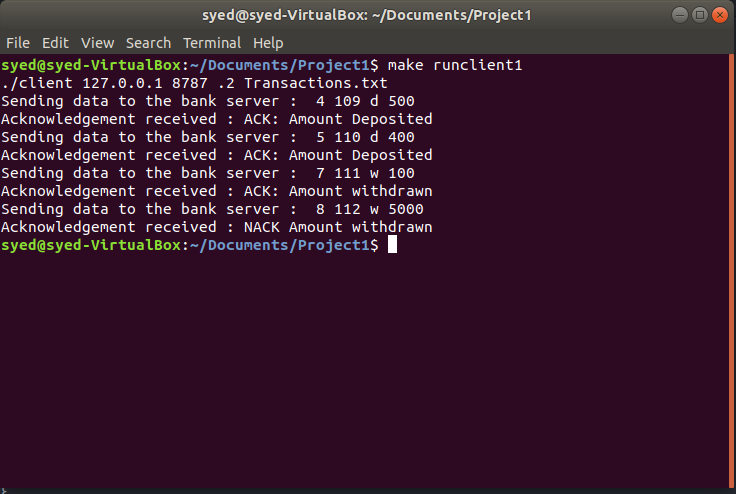 syed@syed-VirtualBox: ~/Documents/Project1
File Edit View Search Terminal Help
syed@syed-VirtualBox:~/Documents/Project1$ make runclient1
./client 127.0.0.1 8787 .2 Transactions.txt
Sending data to the bank server :  4 109 d 500
Acknowledgement received : ACK: Amount Deposited
Sending data to the bank server :  5 110 d 400
Acknowledgement received : ACK: Amount Deposited
Sending data to the bank server :  7 111 w 100
Acknowledgement received : ACK: Amount withdrawn
Sending data to the bank server :  8 112 w 5000
Acknowledgement received : NACK Amount withdrawn
syed@syed-VirtualBox:~/Documents/Project1$